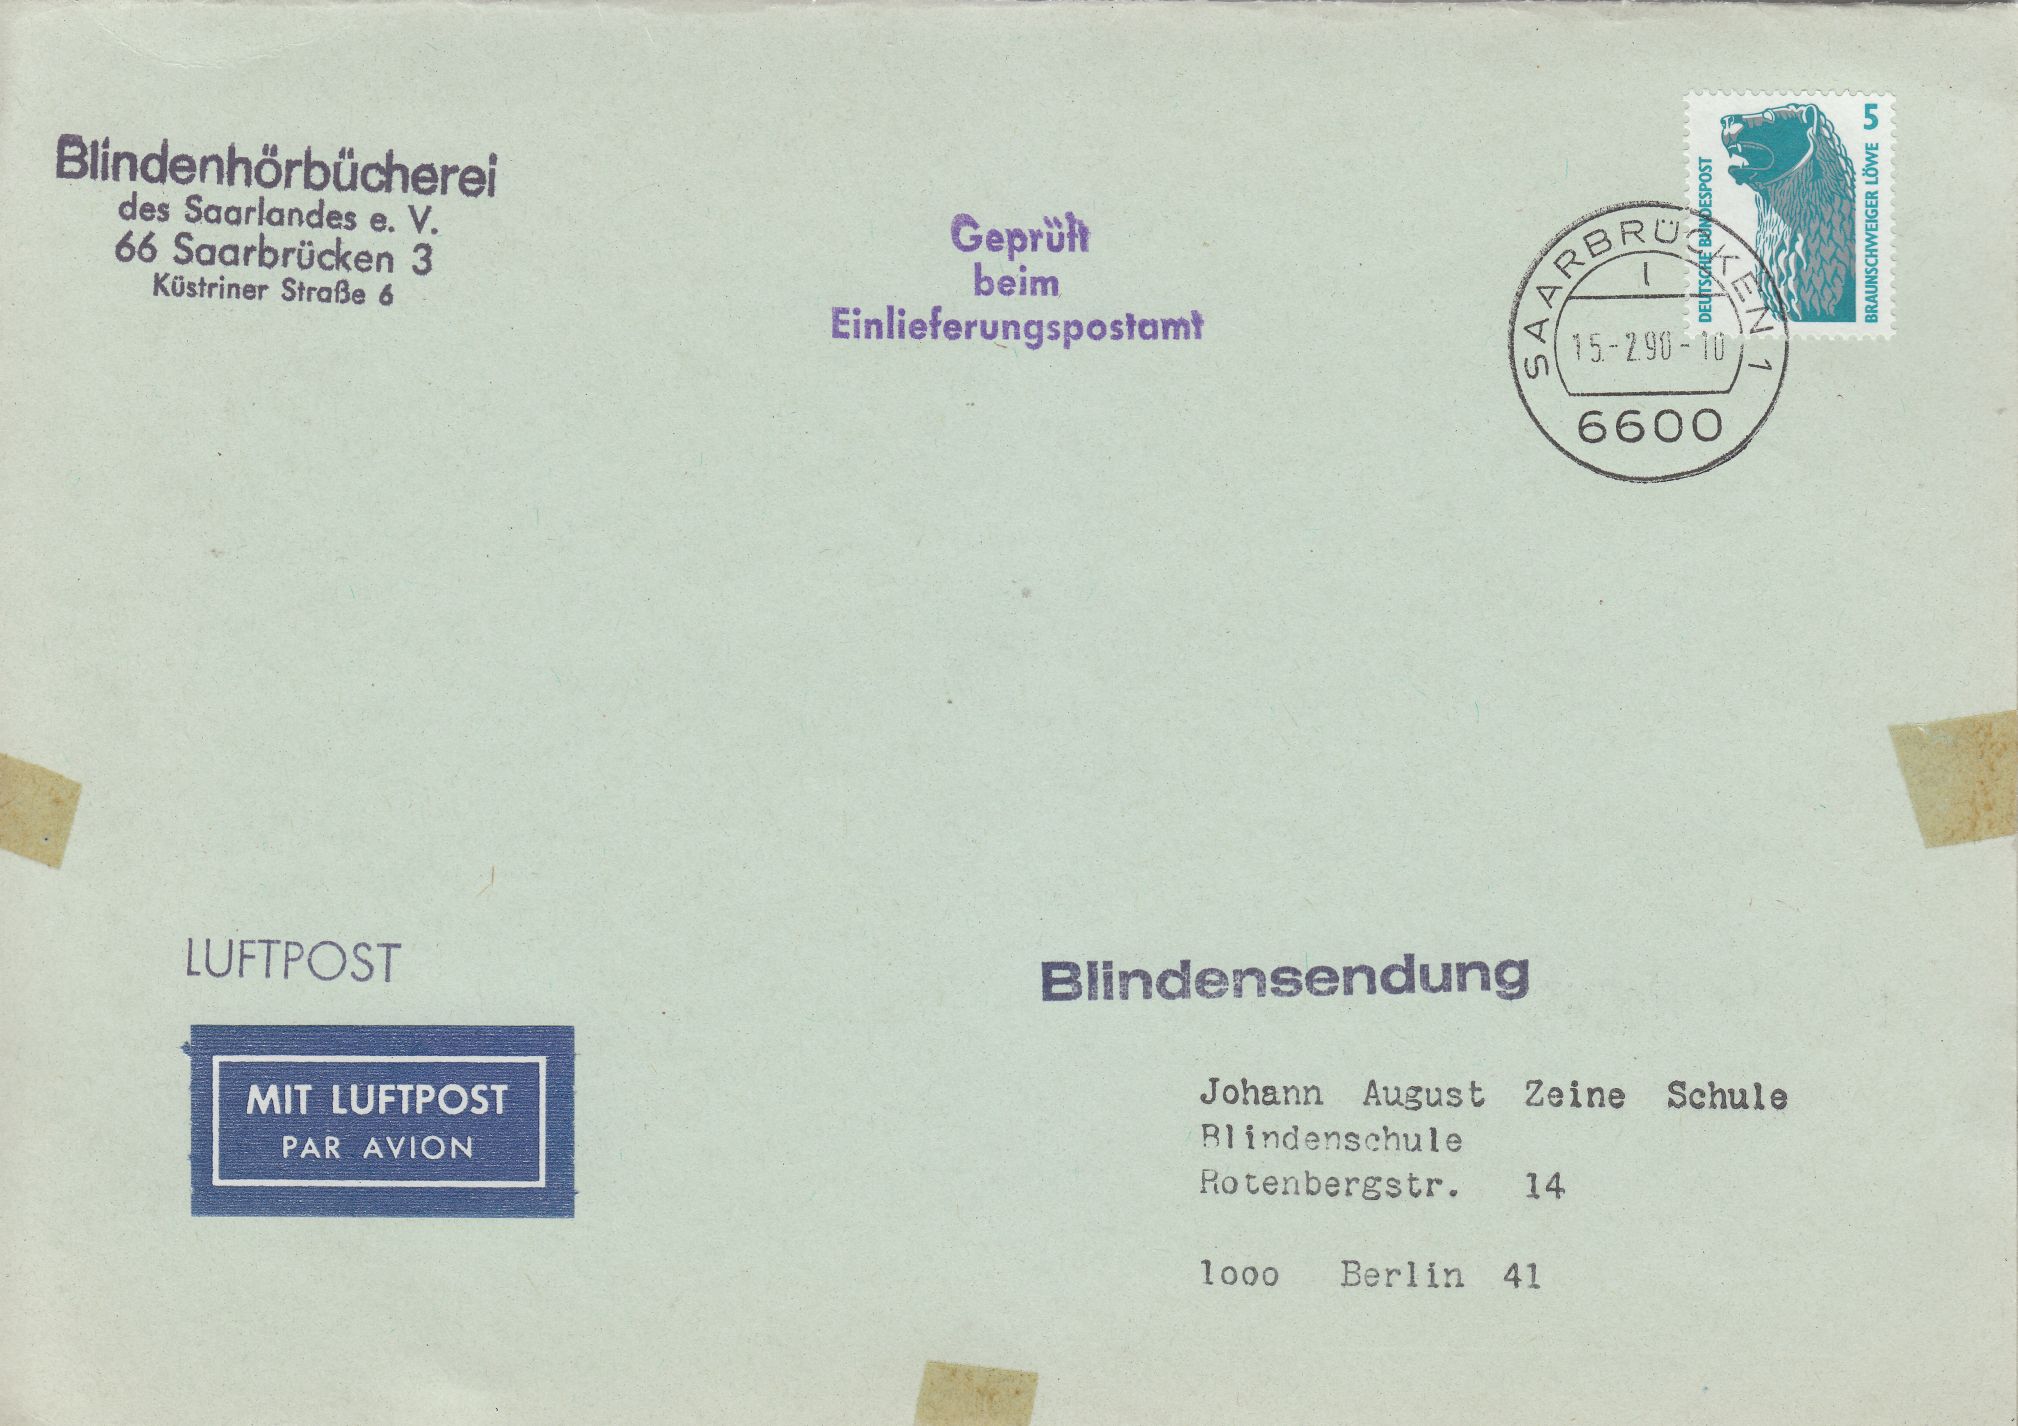 Blindenhörbücherei
des Saarlandes e. V.
66 Saarbrücken 3
Küstriner Straße 6
Geprüft
beim
Einlieferungspostamt
5
DEUTSCHE BUNDESPOST
BRAUNSCHWEIGER LÖWE
SAARBRÜCKEN 1
l
15.-2.90-10
6600
LUFTPOST
MIT LUFTPOST
PAR AVION
Blindensendung
Johann August Zeine Schule
Blindenschule
Rotenbergstr. 14
looo Berlin 41